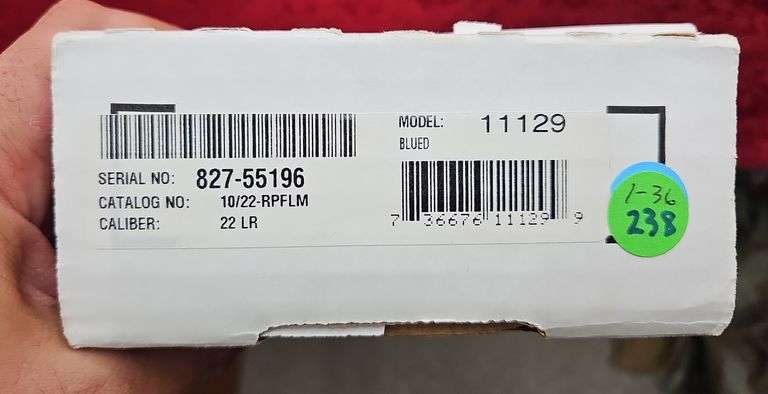 MODEL: 11129
BLUED
SERIAL NO: 827-55196
CATALOG NO: 10/22-RPFLM
CALIBER: 22 LR
7 36676 11129 9
1-36
238